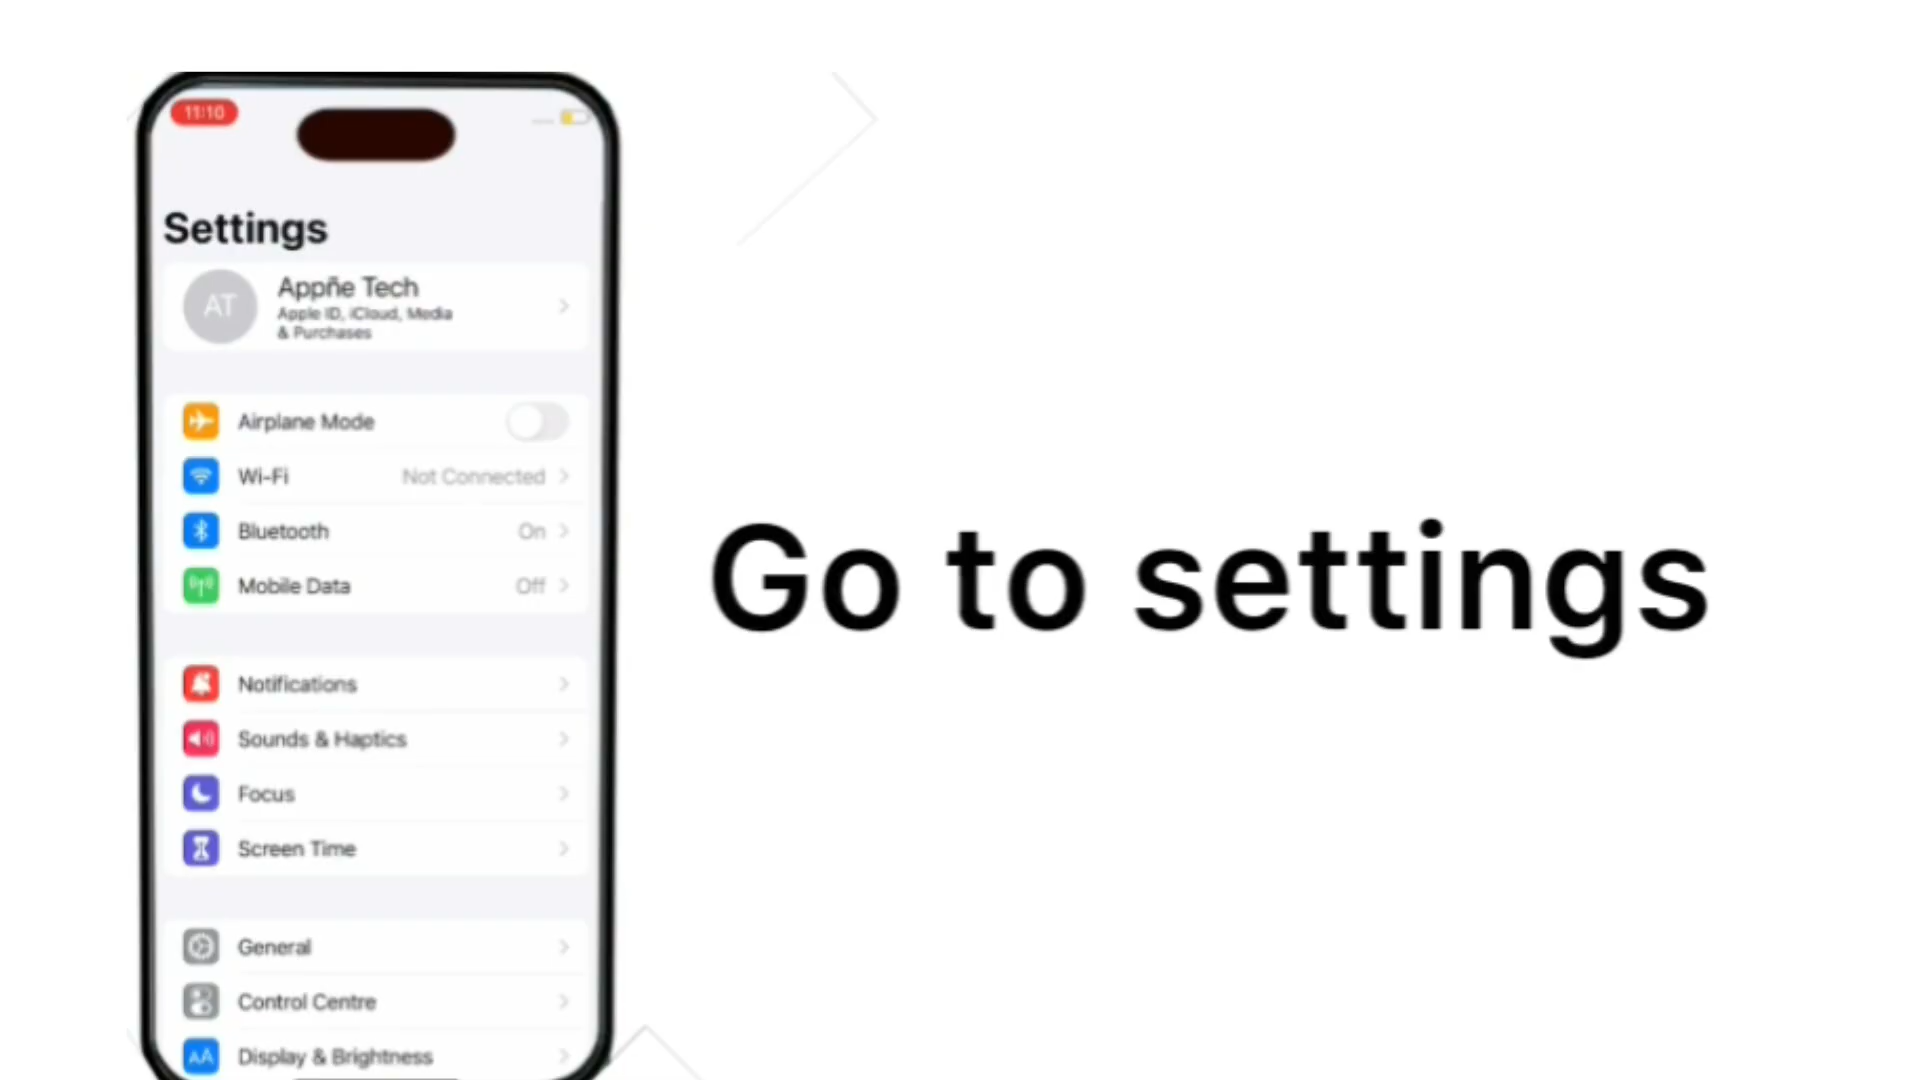 11:10
Settings
AT
Appñe Tech
Apple ID, iCloud, Media
& Purchases
Airplane Mode
Wi-Fi Not Connected
Bluetooth On
Mobile Data Off
Go to settings
Notifications
Sounds & Haptics
Focus
Screen Time
General
Control Centre
AA Display & Brightness